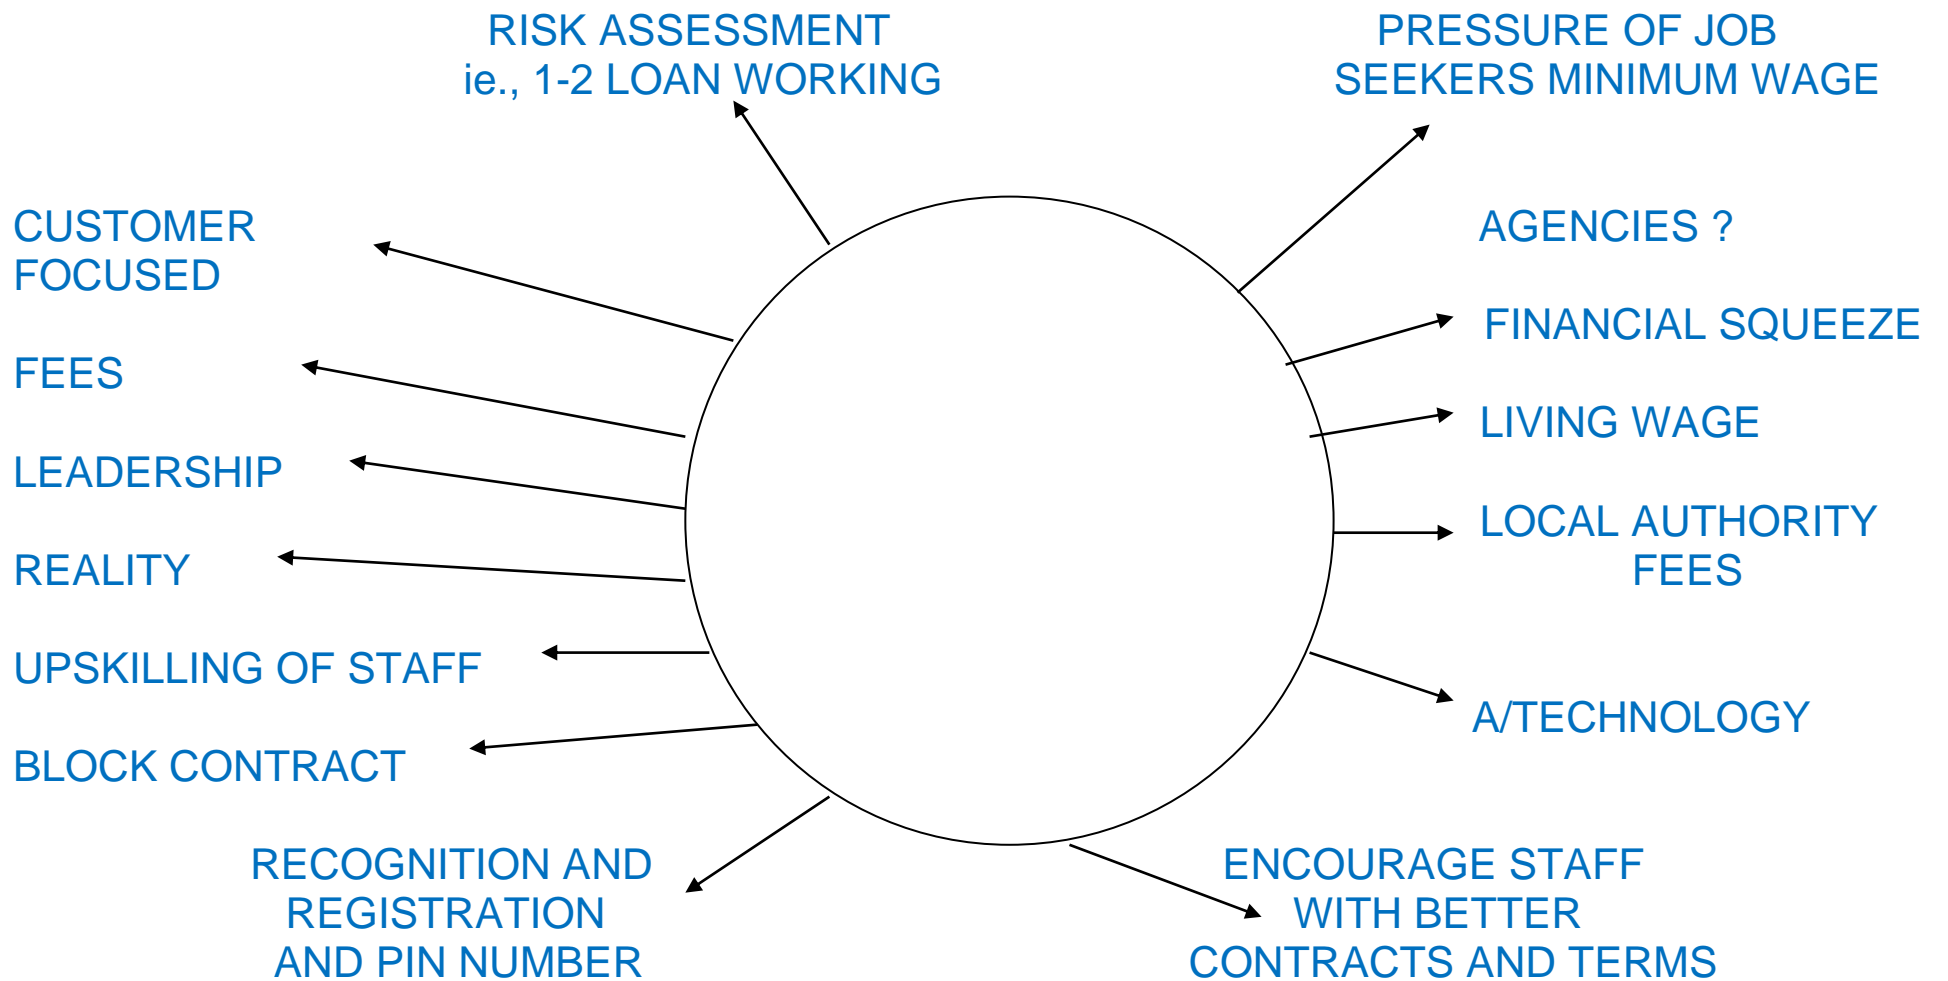 RISK ASSESSMENT
ie., 1-2 LOAN WORKING
PRESSURE OF JOB
SEEKERS MINIMUM WAGE
CUSTOMER
FOCUSED
AGENCIES ?
FINANCIAL SQUEEZE
FEES
LIVING WAGE
LEADERSHIP
LOCAL AUTHORITY
FEES
REALITY
UPSKILLING OF STAFF
A/TECHNOLOGY
BLOCK CONTRACT
RECOGNITION AND
REGISTRATION
AND PIN NUMBER
ENCOURAGE STAFF
WITH BETTER
CONTRACTS AND TERMS